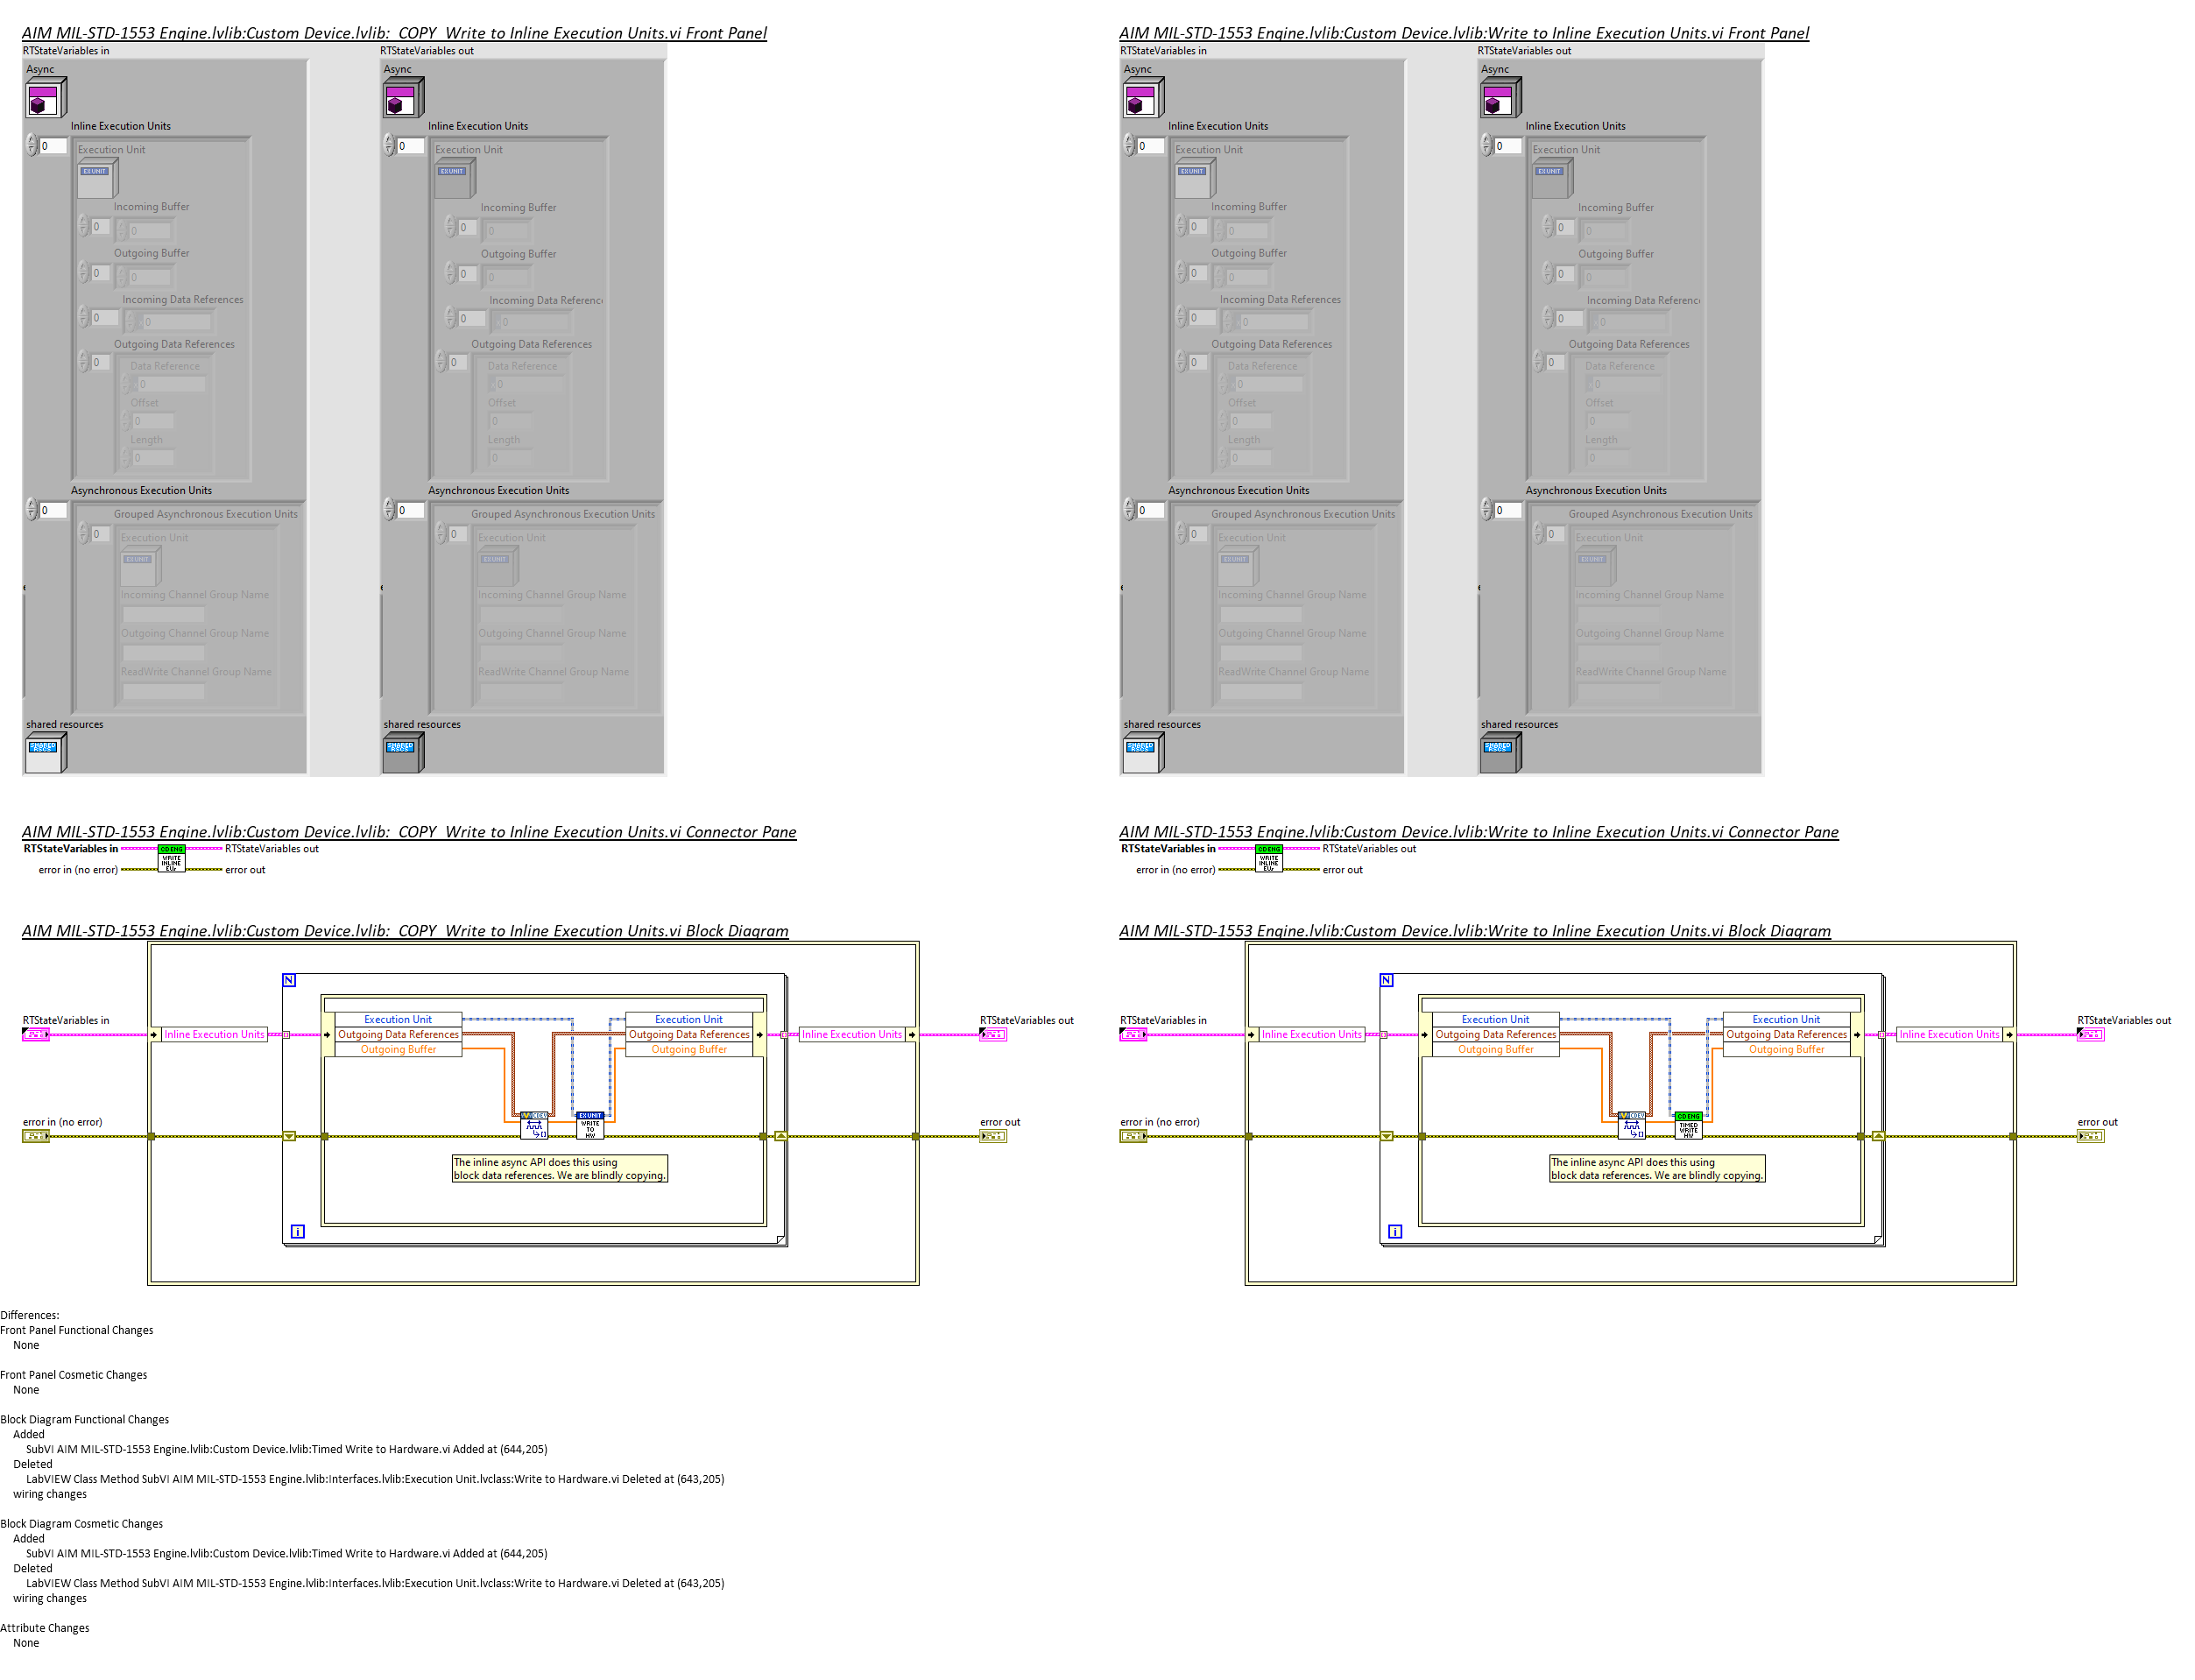 AIM MIL-STD-1553 Engine.lvlib:Custom Device.lvlib:_COPY_Write to Inline Execution Units.vi Front Panel
RTStateVariables in
RTStateVariables out
Async
Async
Inline Execution Units
Inline Execution Units
0
Execution Unit
0
Execution Unit
EX UNIT
EX UNIT
Incoming Buffer
Incoming Buffer
0
0
0
0
Outgoing Buffer
Outgoing Buffer
0
0
0
0
Incoming Data References
Incoming Data Referenc
0
0
0
0
Outgoing Data References
Outgoing Data References
0
Data Reference
0
Data Reference
0
0
Offset
Offset
0
0
Length
Length
0
0
Asynchronous Execution Units
Asynchronous Execution Units
0
Grouped Asynchronous Execution Units
0
Grouped Asynchronous Execution Units
0
Execution Unit
0
Execution Unit
EX UNIT
EX UNIT
Incoming Channel Group Name
Incoming Channel Group Name
Outgoing Channel Group Name
Outgoing Channel Group Name
ReadWrite Channel Group Name
ReadWrite Channel Group Name
shared resources
shared resources
SHARED RSCS
SHARED RSCS
AIM MIL-STD-1553 Engine.lvlib:Custom Device.lvlib:Write to Inline Execution Units.vi Front Panel
RTStateVariables in
RTStateVariables out
Async
Async
Inline Execution Units
Inline Execution Units
0
Execution Unit
0
Execution Unit
EX UNIT
EX UNIT
Incoming Buffer
Incoming Buffer
0
0
0
0
Outgoing Buffer
Outgoing Buffer
0
0
0
0
Incoming Data References
Incoming Data Referenc
0
0
0
0
Outgoing Data References
Outgoing Data References
0
Data Reference
0
Data Reference
0
0
Offset
Offset
0
0
Length
Length
0
0
Asynchronous Execution Units
Asynchronous Execution Units
0
Grouped Asynchronous Execution Units
0
Grouped Asynchronous Execution Units
0
Execution Unit
0
Execution Unit
EX UNIT
EX UNIT
Incoming Channel Group Name
Incoming Channel Group Name
Outgoing Channel Group Name
Outgoing Channel Group Name
ReadWrite Channel Group Name
ReadWrite Channel Group Name
shared resources
shared resources
SHARED RSCS
SHARED RSCS
AIM MIL-STD-1553 Engine.lvlib:Custom Device.lvlib:_COPY_Write to Inline Execution Units.vi Connector Pane
RTStateVariables in
CD ENG
RTStateVariables out
WRITE
INLINE
EUs
error in (no error)
error out
AIM MIL-STD-1553 Engine.lvlib:Custom Device.lvlib:Write to Inline Execution Units.vi Connector Pane
RTStateVariables in
CD ENG
RTStateVariables out
WRITE
INLINE
EUs
error in (no error)
error out
AIM MIL-STD-1553 Engine.lvlib:Custom Device.lvlib:_COPY_Write to Inline Execution Units.vi Block Diagram
N
RTStateVariables in
Execution Unit
Execution Unit
RTStateVariables out
Inline Execution Units
Outgoing Data References
Outgoing Data References
Inline Execution Units
Outgoing Buffer
Outgoing Buffer
EX UNIT
WRITE
TO
HW
error in (no error)
error out
The inline async API does this using
block data references. We are blindly copying.
i
AIM MIL-STD-1553 Engine.lvlib:Custom Device.lvlib:Write to Inline Execution Units.vi Block Diagram
N
RTStateVariables in
Execution Unit
Execution Unit
RTStateVariables out
Inline Execution Units
Outgoing Data References
Outgoing Data References
Inline Execution Units
Outgoing Buffer
Outgoing Buffer
CD ENG
TIMED
WRITE
HW
error in (no error)
error out
The inline async API does this using
block data references. We are blindly copying.
i
Differences:
Front Panel Functional Changes
None
Front Panel Cosmetic Changes
None
Block Diagram Functional Changes
Added
SubVI AIM MIL-STD-1553 Engine.lvlib:Custom Device.lvlib:Timed Write to Hardware.vi Added at (644,205)
Deleted
LabVIEW Class Method SubVI AIM MIL-STD-1553 Engine.lvlib:Interfaces.lvlib:Execution Unit.lvclass:Write to Hardware.vi Deleted at (643,205)
wiring changes
Block Diagram Cosmetic Changes
Added
SubVI AIM MIL-STD-1553 Engine.lvlib:Custom Device.lvlib:Timed Write to Hardware.vi Added at (644,205)
Deleted
LabVIEW Class Method SubVI AIM MIL-STD-1553 Engine.lvlib:Interfaces.lvlib:Execution Unit.lvclass:Write to Hardware.vi Deleted at (643,205)
wiring changes
Attribute Changes
None